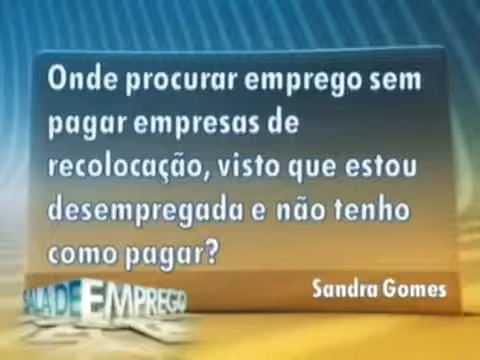 Onde procurar emprego sem
pagar empresas de
recolocação, visto que estou
desempregada e não tenho
como pagar?
Sandra Gomes
SALA DE EMPREGO